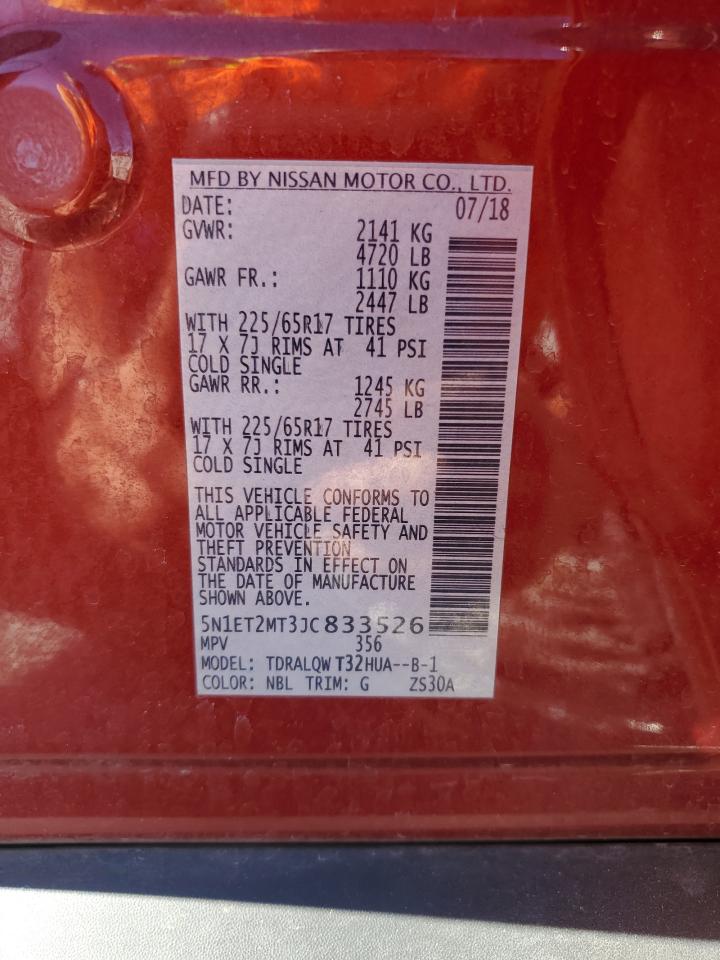 MFD BY NISSAN MOTOR CO., LTD.
DATE: 07/18
GVWR: 2141 KG
4720 LB
GAWR FR.: 1110 KG
2447 LB
WITH 225/65R17 TIRES
17 X 7J RIMS AT 41 PSI
COLD SINGLE
GAWR RR.: 1245 KG
2745 LB
WITH 225/65R17 TIRES
17 X 7J RIMS AT 41 PSI
COLD SINGLE
THIS VEHICLE CONFORMS TO
ALL APPLICABLE FEDERAL
MOTOR VEHICLE SAFETY AND
THEFT PREVENTION
STANDARDS IN EFFECT ON
THE DATE OF MANUFACTURE
SHOWN ABOVE.
5N1ET2MT3JC833526
MPV 356
MODEL: TDRALQWT32HUA--B-1
COLOR: NBL TRIM: G ZS30A